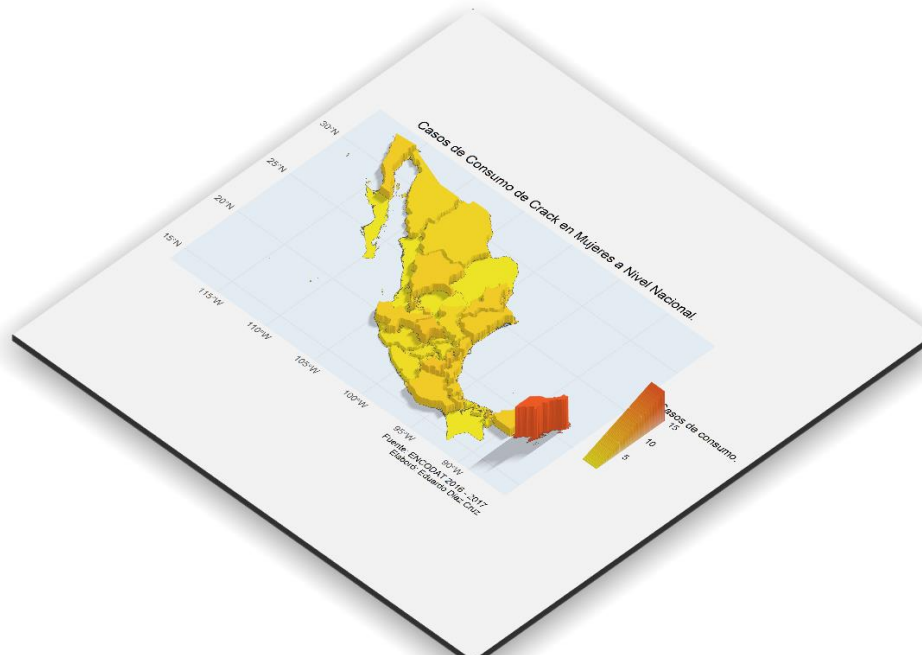 Casos de Consumo de Crack en Mujeres a Nivel Nacional.
30°N
25°N
20°N
15°N
115°W
110°W
105°W
100°W
95°W
90°W
Casos de consumo.
15
10
5
Fuente: ENCODAT 2016 - 2017
Elaboró: Eduardo Díaz Cruz